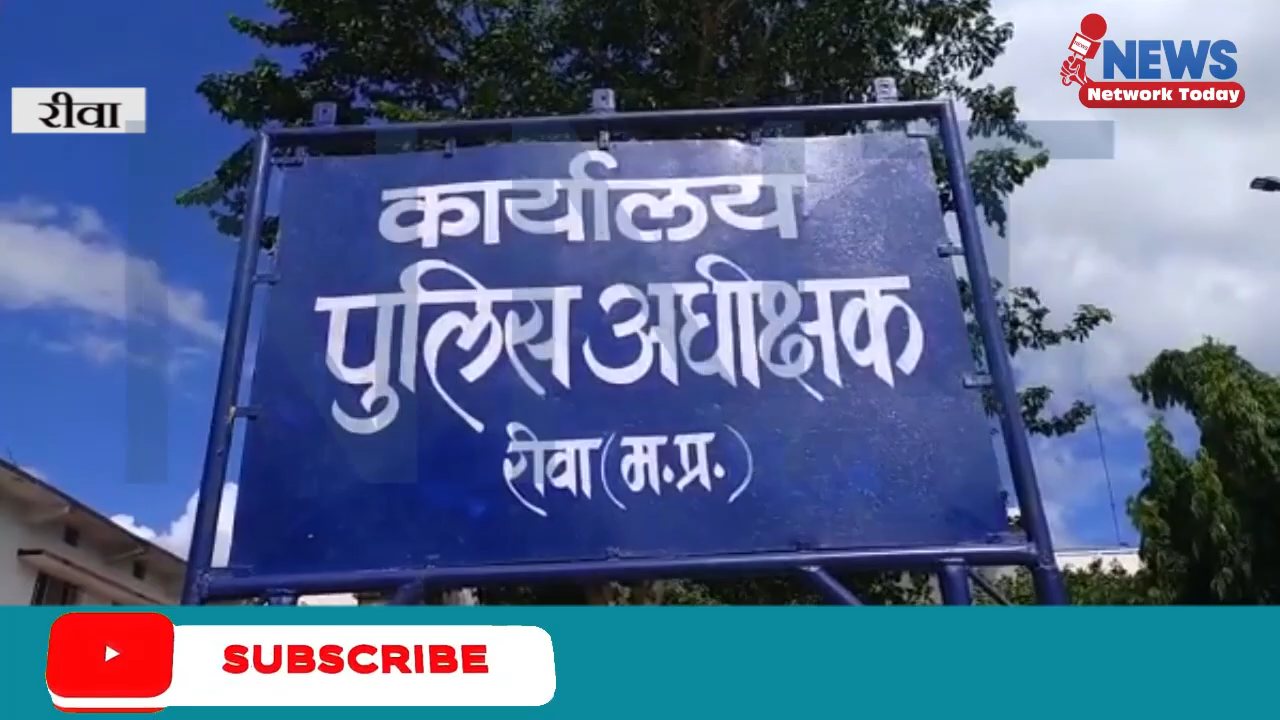 रीवा
NEWS
Network Today
कार्यालय
पुलिस अधीक्षक
रीवा (म.प्र.)
SUBSCRIBE